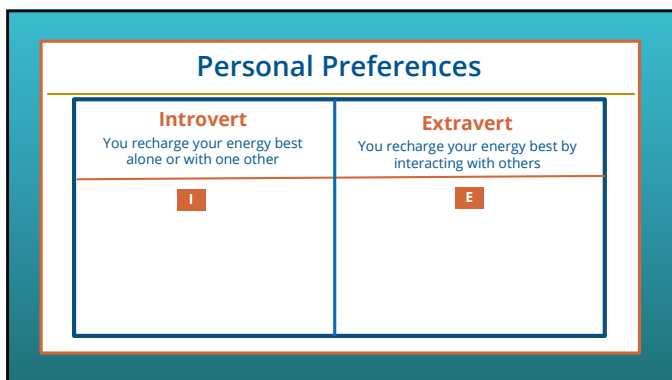 Personal Preferences
Introvert
You recharge your energy best
alone or with one other
I
Extravert
You recharge your energy best by
interacting with others
E